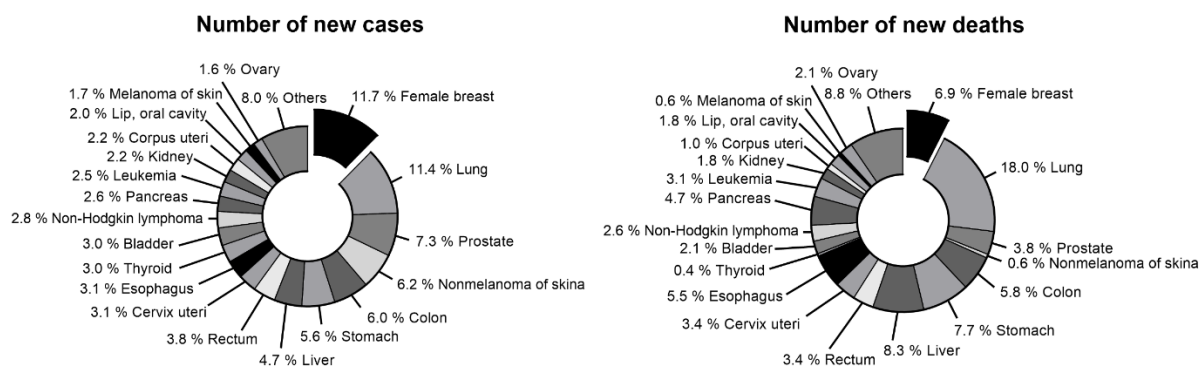 Number of new cases
11.7 % Female breast
11.4 % Lung
7.3 % Prostate
6.2 % Nonmelanoma of skina
6.0 % Colon
5.6 % Stomach
4.7 % Liver
3.8 % Rectum
3.1 % Cervix uteri
3.1 % Esophagus
3.0 % Thyroid
3.0 % Bladder
2.8 % Non-Hodgkin lymphoma
2.6 % Pancreas
2.5 % Leukemia
2.2 % Kidney
2.2 % Corpus uteri
2.0 % Lip, oral cavity
1.7 % Melanoma of skin
1.6 % Ovary
8.0 % Others
Number of new deaths
6.9 % Female breast
18.0 % Lung
3.8 % Prostate
0.6 % Nonmelanoma of skina
5.8 % Colon
7.7 % Stomach
8.3 % Liver
3.4 % Rectum
3.4 % Cervix uteri
5.5 % Esophagus
0.4 % Thyroid
2.1 % Bladder
2.6 % Non-Hodgkin lymphoma
4.7 % Pancreas
3.1 % Leukemia
1.8 % Kidney
1.0 % Corpus uteri
1.8 % Lip, oral cavity
0.6 % Melanoma of skin
2.1 % Ovary
8.8 % Others